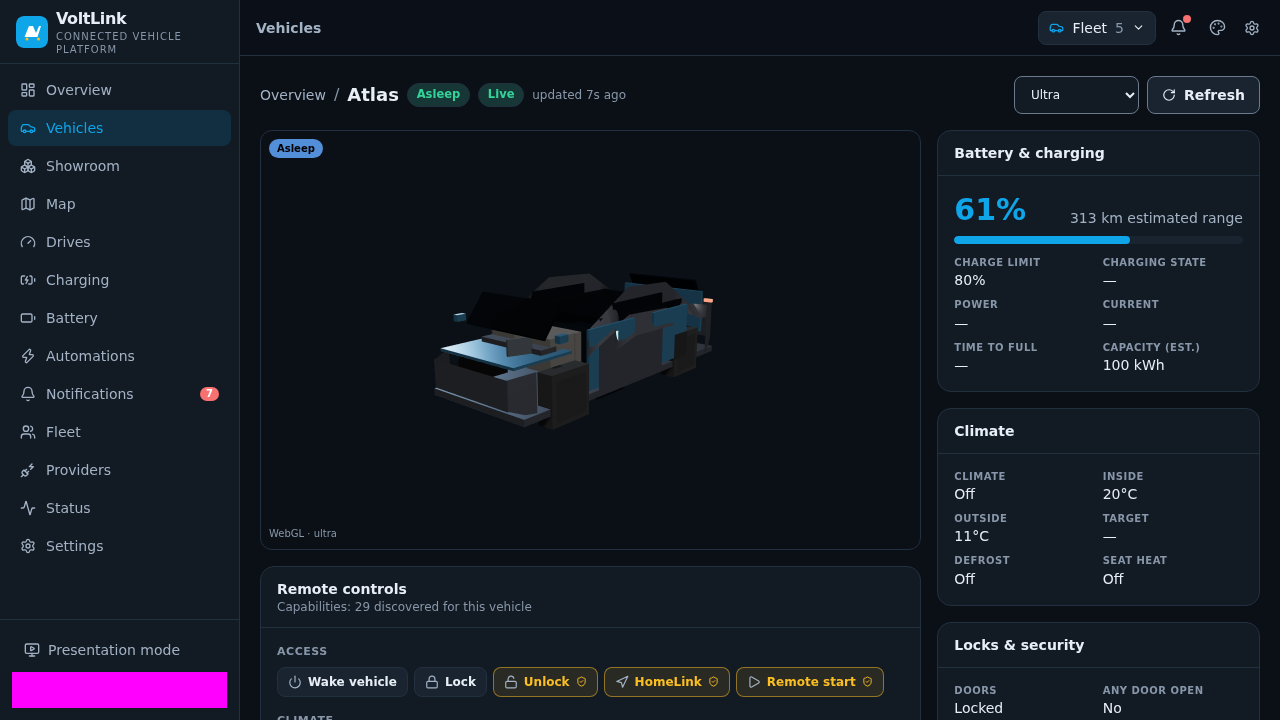 VoltLink
CONNECTED VEHICLE
PLATFORM
Overview
Vehicles
Showroom
Map
Drives
Charging
Battery
Automations
Notifications 7
Fleet
Providers
Status
Settings
Presentation mode
Vehicles
Fleet 5
Overview / Atlas Asleep Live updated 7s ago
Ultra
Refresh
Asleep
WebGL · ultra
Remote controls
Capabilities: 29 discovered for this vehicle
ACCESS
Wake vehicle Lock Unlock HomeLink Remote start
CLIMATE
Battery & charging
61% 313 km estimated range
CHARGE LIMIT CHARGING STATE
80% —
POWER CURRENT
— —
TIME TO FULL CAPACITY (EST.)
— 100 kWh
Climate
CLIMATE INSIDE
Off 20°C
OUTSIDE TARGET
11°C —
DEFROST SEAT HEAT
Off Off
Locks & security
DOORS ANY DOOR OPEN
Locked No